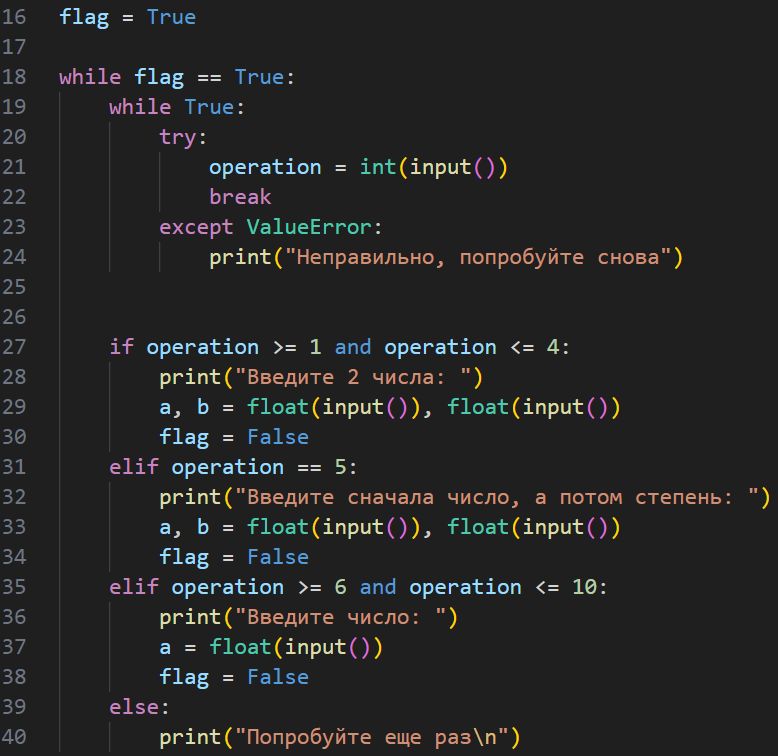 16 flag = True
17
18 while flag == True:
19     while True:
20         try:
21             operation = int(input())
22             break
23         except ValueError:
24             print("Неправильно, попробуйте снова")
25
26
27     if operation >= 1 and operation <= 4:
28         print("Введите 2 числа: ")
29         a, b = float(input()), float(input())
30         flag = False
31     elif operation == 5:
32         print("Введите сначала число, а потом степень: ")
33         a, b = float(input()), float(input())
34         flag = False
35     elif operation >= 6 and operation <= 10:
36         print("Введите число: ")
37         a = float(input())
38         flag = False
39     else:
40         print("Попробуйте еще раз\n")